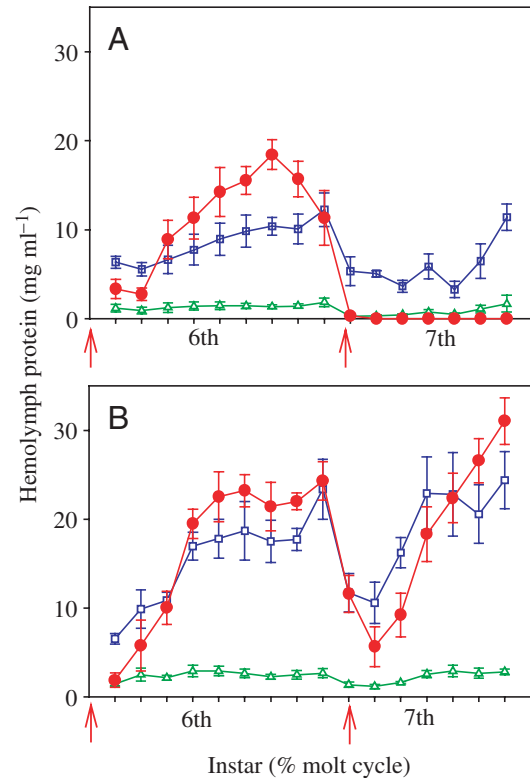 A
30
20
10
0
6th
7th
Hemolymph protein (mg ml⁻¹)
B
30
20
10
0
6th
7th
Instar (% molt cycle)